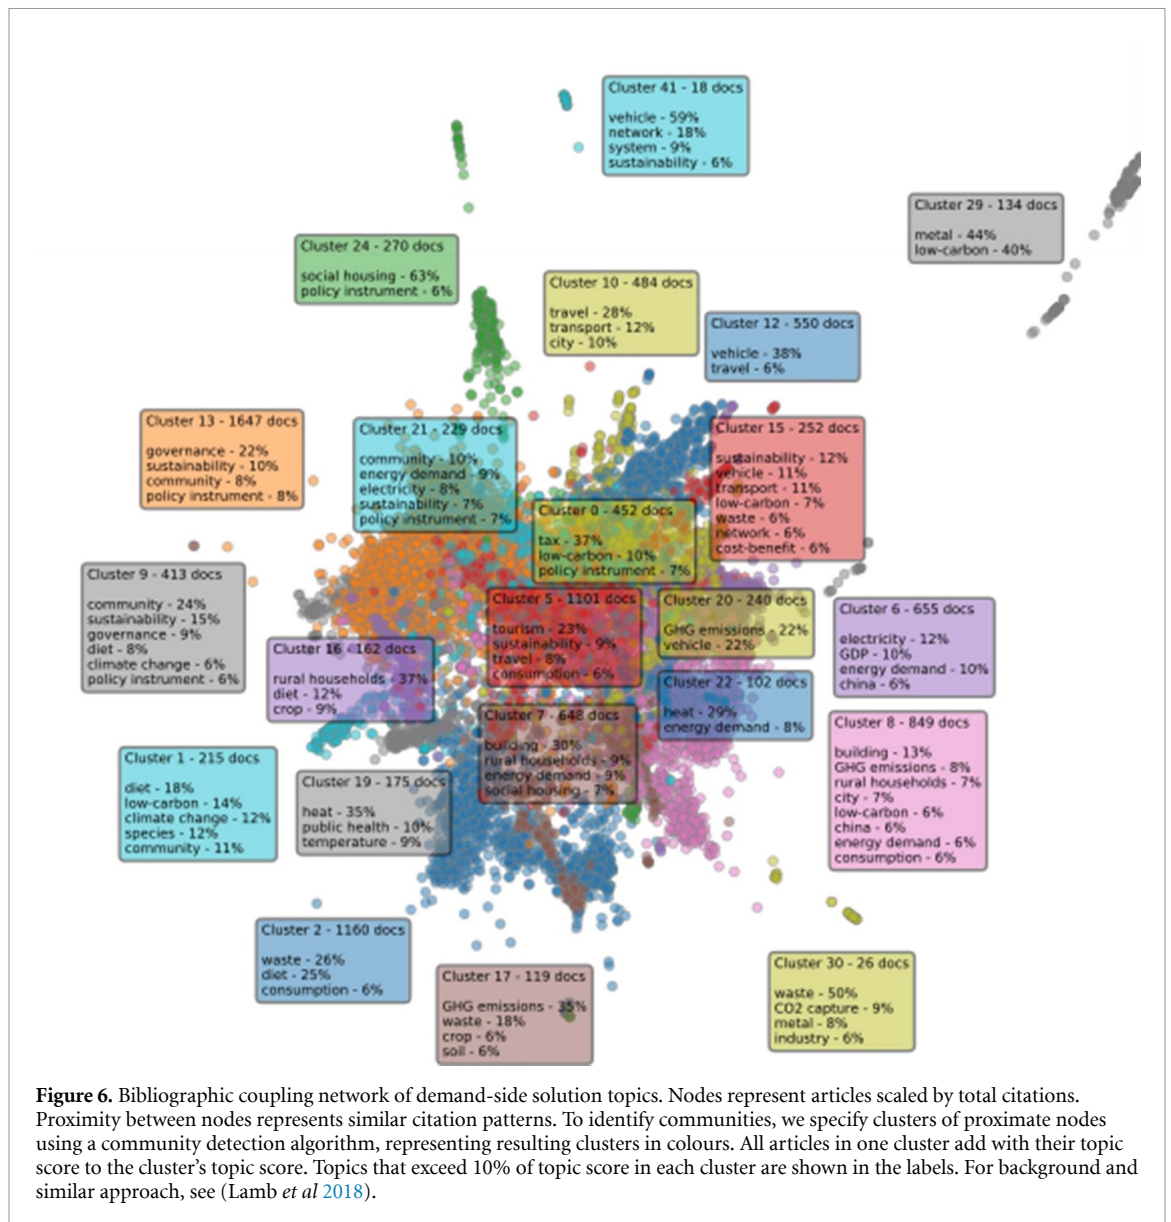 Cluster 41 - 18 docs
vehicle - 59%
network - 18%
system - 9%
sustainability - 6%
Cluster 29 - 134 docs
metal - 44%
low-carbon - 40%
Cluster 24 - 270 docs
social housing - 63%
policy instrument - 6%
Cluster 10 - 484 docs
travel - 28%
transport - 12%
city - 10%
Cluster 12 - 550 docs
vehicle - 38%
travel - 6%
Cluster 13 - 1647 docs
governance - 22%
sustainability - 10%
community - 8%
policy instrument - 8%
Cluster 21 - 229 docs
community - 10%
energy demand - 9%
electricity - 8%
sustainability - 7%
policy instrument - 7%
Cluster 15 - 252 docs
sustainability - 12%
vehicle - 11%
transport - 11%
low-carbon - 7%
waste - 6%
network - 6%
cost-benefit - 6%
Cluster 0 - 452 docs
tax - 37%
low-carbon - 10%
policy instrument - 7%
Cluster 9 - 413 docs
community - 24%
sustainability - 15%
governance - 9%
diet - 8%
climate change - 6%
policy instrument - 6%
Cluster 5 - 1101 docs
tourism - 23%
sustainability - 9%
travel - 8%
consumption - 6%
Cluster 20 - 240 docs
GHG emissions - 22%
vehicle - 22%
Cluster 6 - 655 docs
electricity - 12%
GDP - 10%
energy demand - 10%
china - 6%
Cluster 16 - 162 docs
rural households - 37%
diet - 12%
crop - 9%
Cluster 22 - 102 docs
heat - 29%
energy demand - 8%
Cluster 7 - 648 docs
building - 30%
rural households - 9%
energy demand - 9%
social housing - 7%
Cluster 8 - 849 docs
building - 13%
GHG emissions - 8%
rural households - 7%
city - 7%
low-carbon - 6%
china - 6%
energy demand - 6%
consumption - 6%
Cluster 1 - 215 docs
diet - 18%
low-carbon - 14%
climate change - 12%
species - 12%
community - 11%
Cluster 19 - 175 docs
heat - 35%
public health - 10%
temperature - 9%
Cluster 2 - 1160 docs
waste - 26%
diet - 25%
consumption - 6%
Cluster 17 - 119 docs
GHG emissions - 35%
waste - 18%
crop - 6%
soil - 6%
Cluster 30 - 26 docs
waste - 50%
CO2 capture - 9%
metal - 8%
industry - 6%
Figure 6. Bibliographic coupling network of demand-side solution topics. Nodes represent articles scaled by total citations.
Proximity between nodes represents similar citation patterns. To identify communities, we specify clusters of proximate nodes
using a community detection algorithm, representing resulting clusters in colours. All articles in one cluster add with their topic
score to the cluster's topic score. Topics that exceed 10% of topic score in each cluster are shown in the labels. For background and
similar approach, see (Lamb et al 2018).